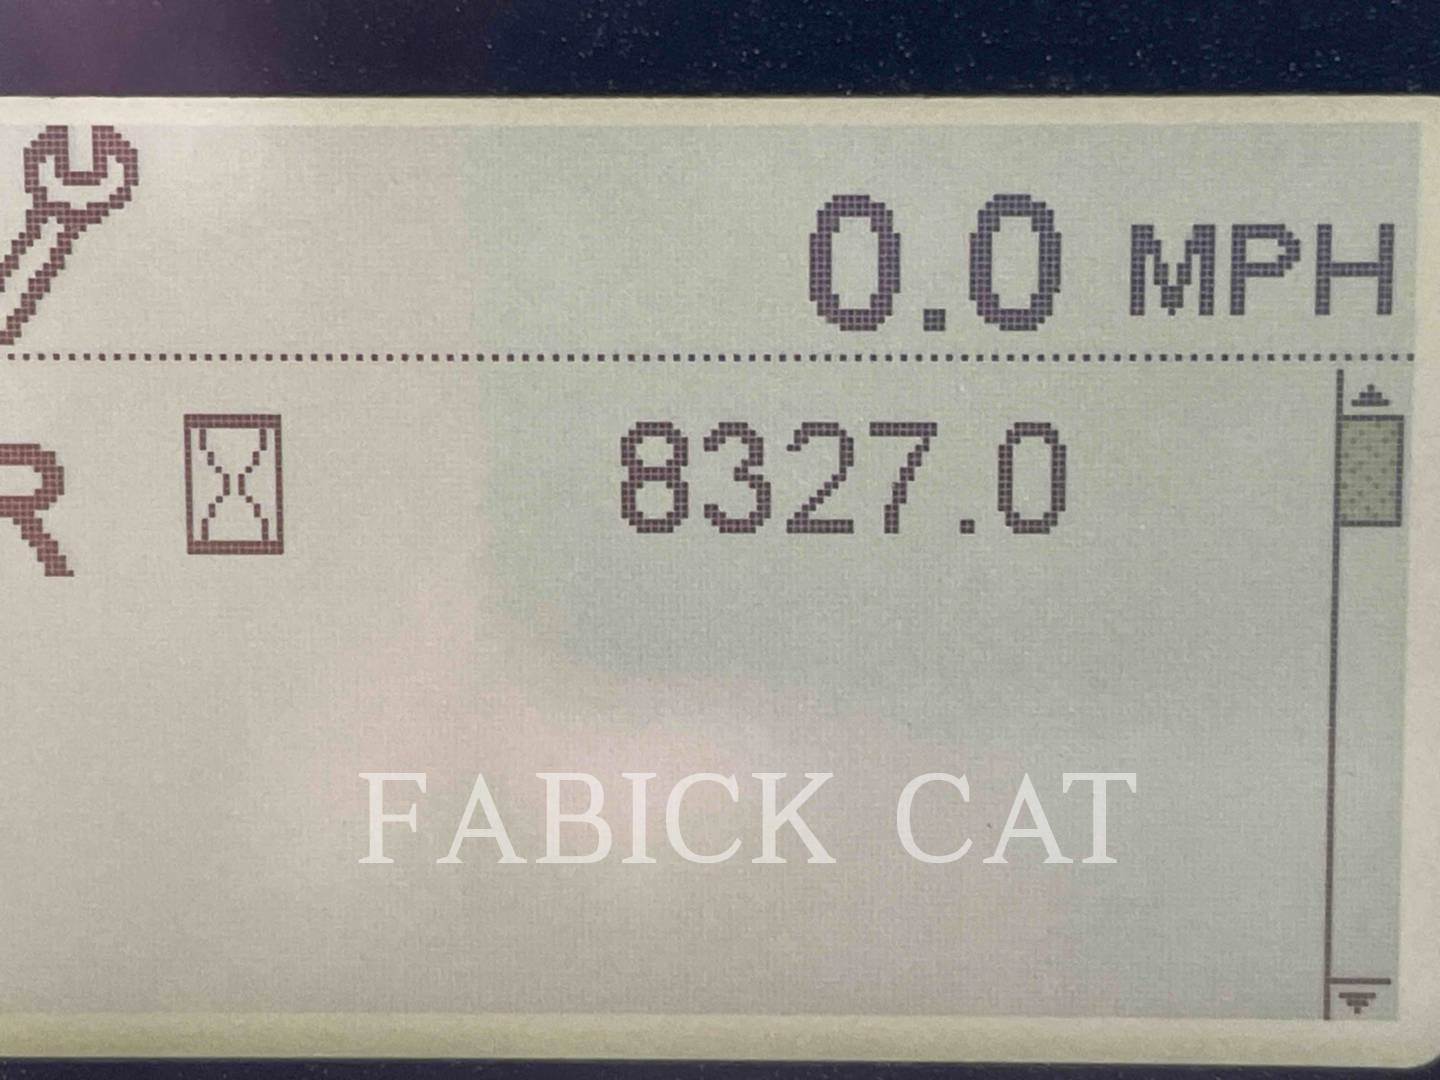 0.0 MPH
R 8327.0
FABICK CAT